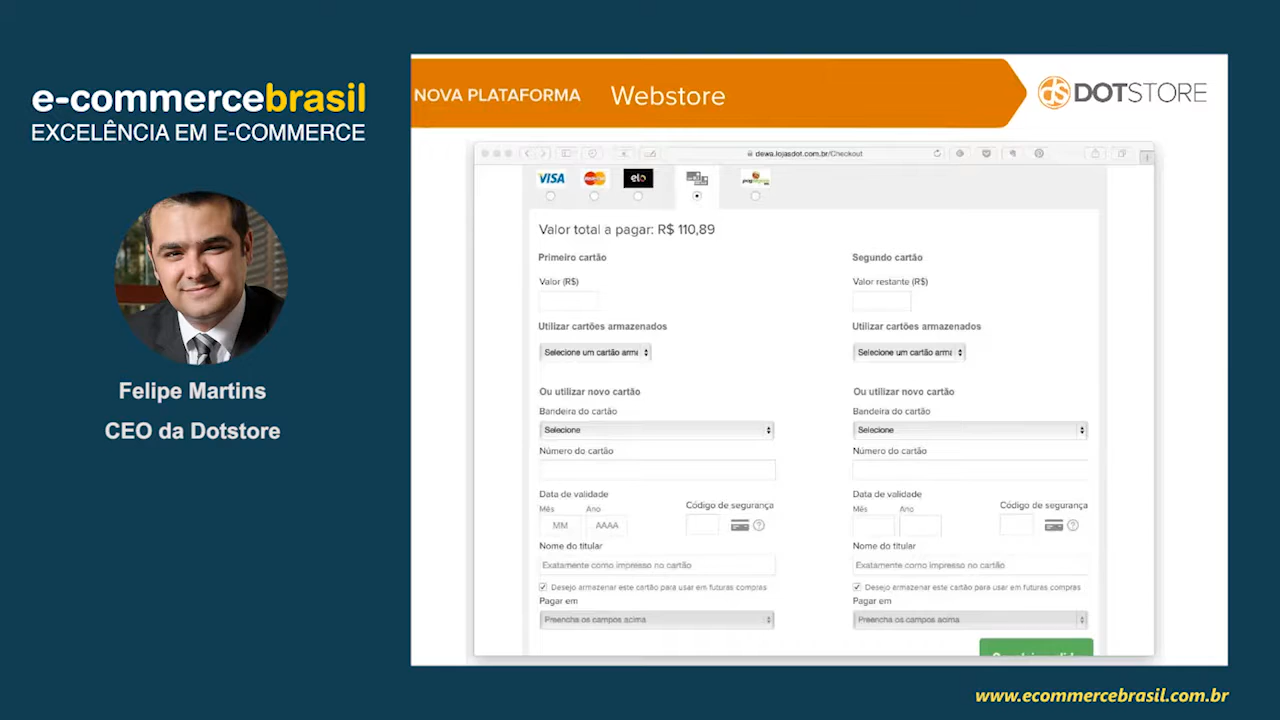 e-commercebrasil
EXCELÊNCIA EM E-COMMERCE
Felipe Martins
CEO da Dotstore
NOVA PLATAFORMA Webstore
DOTSTORE
dewa.lojasdot.com.br/Checkout
VISA elo
Valor total a pagar: R$ 110,89
Primeiro cartão Segundo cartão
Valor (R$) Valor restante (R$)
Utilizar cartões armazenados Utilizar cartões armazenados
Selecione um cartão arma Selecione um cartão arma
Ou utilizar novo cartão Ou utilizar novo cartão
Bandeira do cartão Bandeira do cartão
Selecione Selecione
Número do cartão Número do cartão
Data de validade Data de validade
Mês Ano Código de segurança Mês Ano Código de segurança
MM AAAA
Nome do titular Nome do titular
Exatamente como impresso no cartão Exatamente como impresso no cartão
Desejo armazenar este cartão para usar em futuras compras Desejo armazenar este cartão para usar em futuras compras
Pagar em Pagar em
Preencha os campos acima Preencha os campos acima
www.ecommercebrasil.com.br